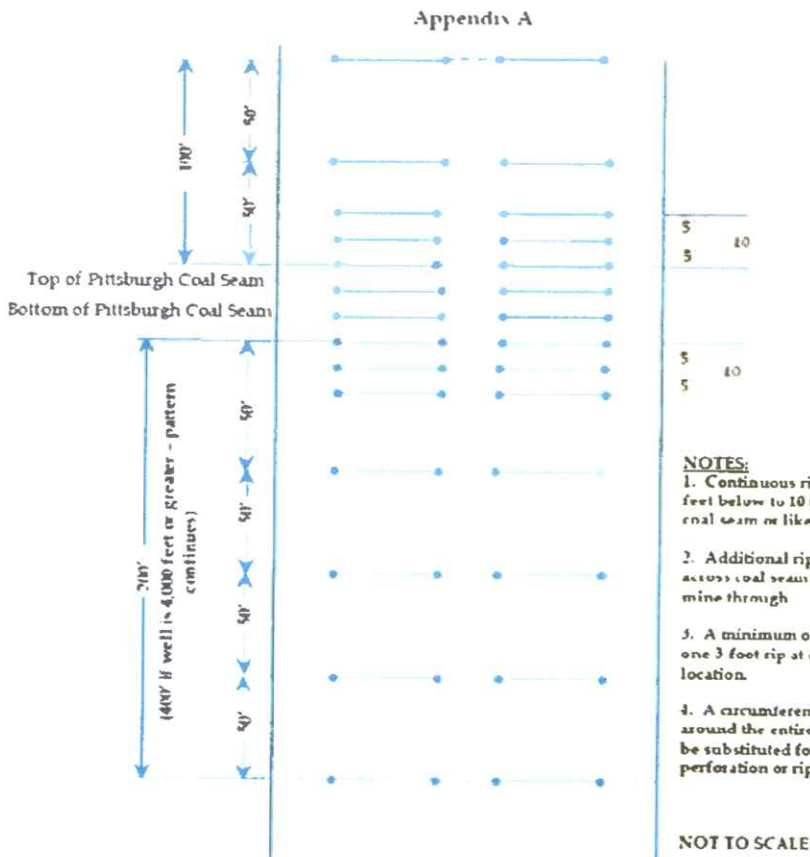 Appendix A
100'
50'
50'
5
10
5
Top of Pittsburgh Coal Seam
Bottom of Pittsburgh Coal Seam
5
10
5
200'
(400' if well is 4,000 feet or greater - pattern
continues)
50'
50'
50'
50'
NOTES:
1. Continuous ri
feet below to 10
coal seam or like
2. Additional rip
across coal seam
mine through
3. A minimum o
one 3 foot rip at
location.
4. A circumferen
around the entire
be substituted fo
perforation or rip
NOT TO SCALE